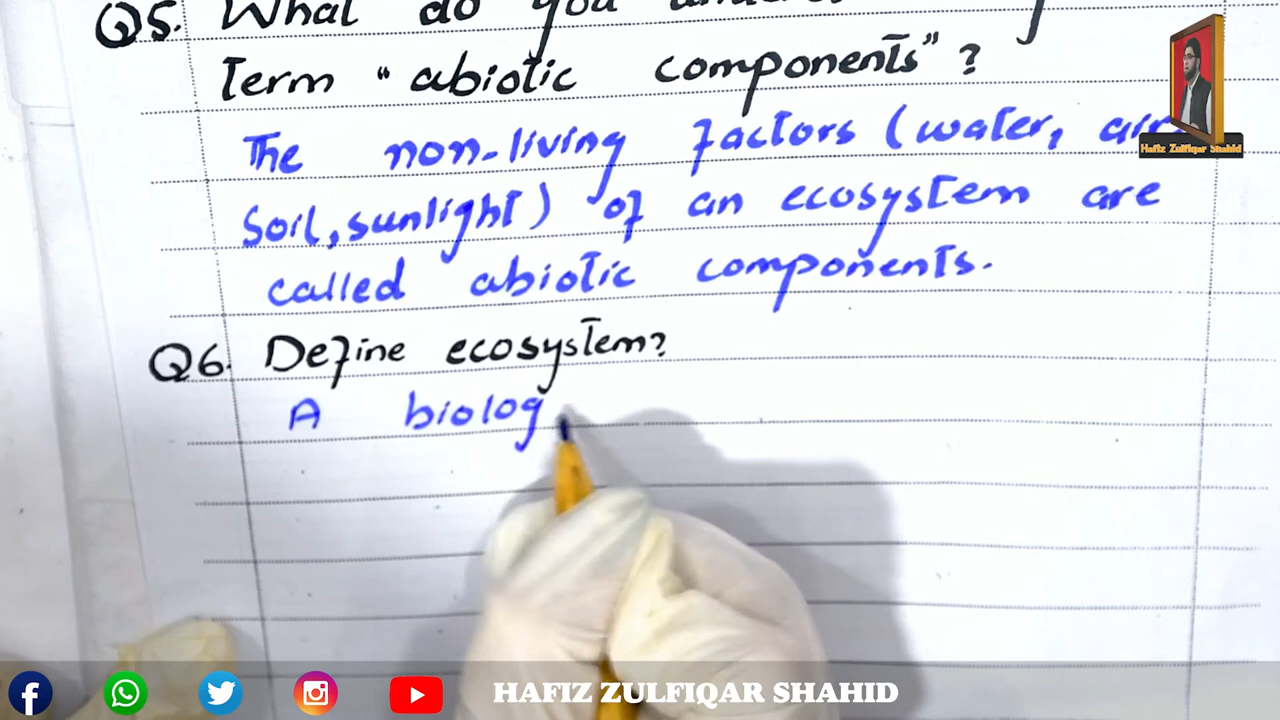 Q5. What do you
Term "abiotic components"?
The non-living factors (water, air
Soil, sunlight) of an ecosystem are
called abiotic components.
Q6. Define ecosystem?
A biolog
Hafiz Zulfiqar Shahid
HAFIZ ZULFIQAR SHAHID